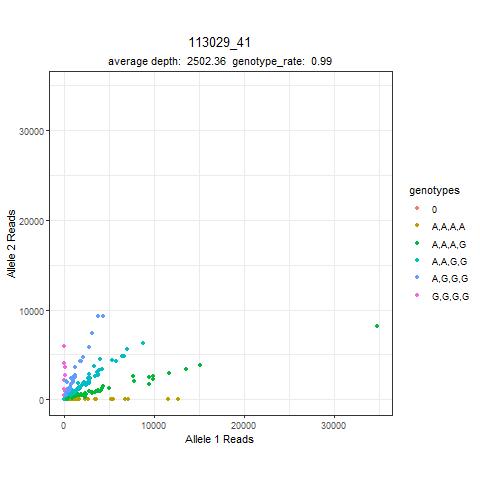 113029_41
average depth:  2502.36  genotype_rate:  0.99
Allele 2 Reads
30000
20000
10000
0
0
10000
20000
30000
Allele 1 Reads
genotypes
0
A,A,A,A
A,A,A,G
A,A,G,G
A,G,G,G
G,G,G,G